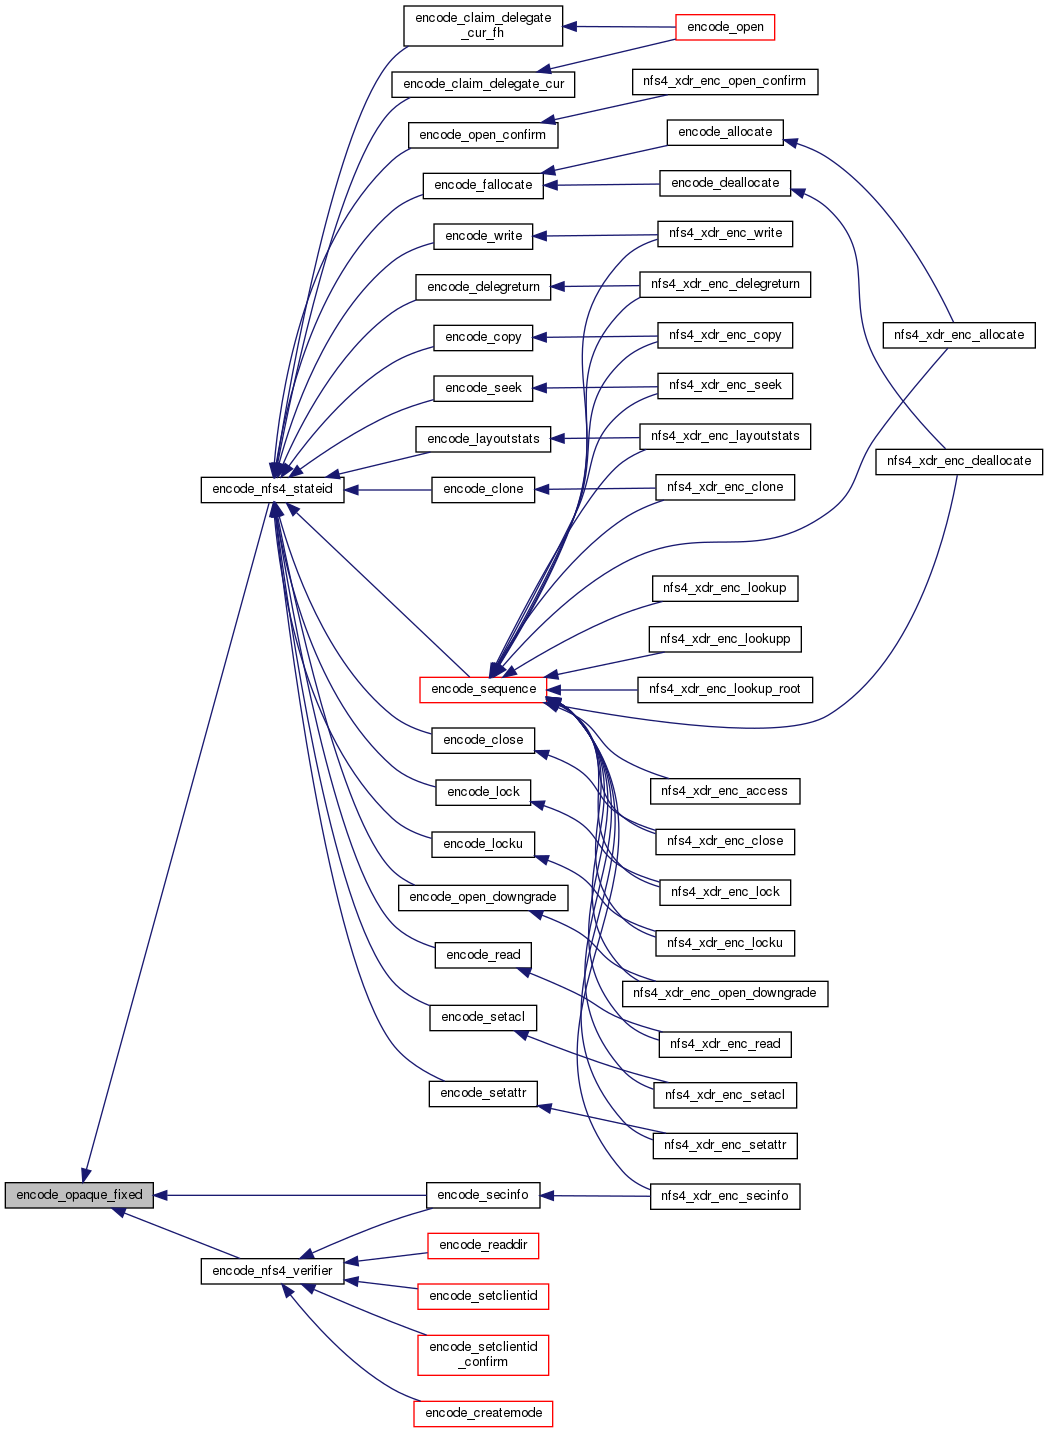 encode_claim_delegate
_cur_fh
encode_open
encode_claim_delegate_cur
nfs4_xdr_enc_open_confirm
encode_open_confirm
encode_allocate
encode_fallocate
encode_deallocate
encode_write
nfs4_xdr_enc_write
encode_delegreturn
nfs4_xdr_enc_delegreturn
encode_copy
nfs4_xdr_enc_copy
nfs4_xdr_enc_allocate
encode_seek
nfs4_xdr_enc_seek
encode_layoutstats
nfs4_xdr_enc_layoutstats
nfs4_xdr_enc_deallocate
encode_nfs4_stateid
encode_clone
nfs4_xdr_enc_clone
nfs4_xdr_enc_lookup
nfs4_xdr_enc_lookupp
encode_sequence
nfs4_xdr_enc_lookup_root
encode_close
nfs4_xdr_enc_access
encode_lock
nfs4_xdr_enc_close
encode_locku
nfs4_xdr_enc_lock
encode_open_downgrade
nfs4_xdr_enc_locku
encode_read
nfs4_xdr_enc_open_downgrade
encode_setacl
nfs4_xdr_enc_read
encode_setattr
nfs4_xdr_enc_setacl
nfs4_xdr_enc_setattr
encode_opaque_fixed
encode_secinfo
nfs4_xdr_enc_secinfo
encode_readdir
encode_nfs4_verifier
encode_setclientid
encode_setclientid
_confirm
encode_createmode